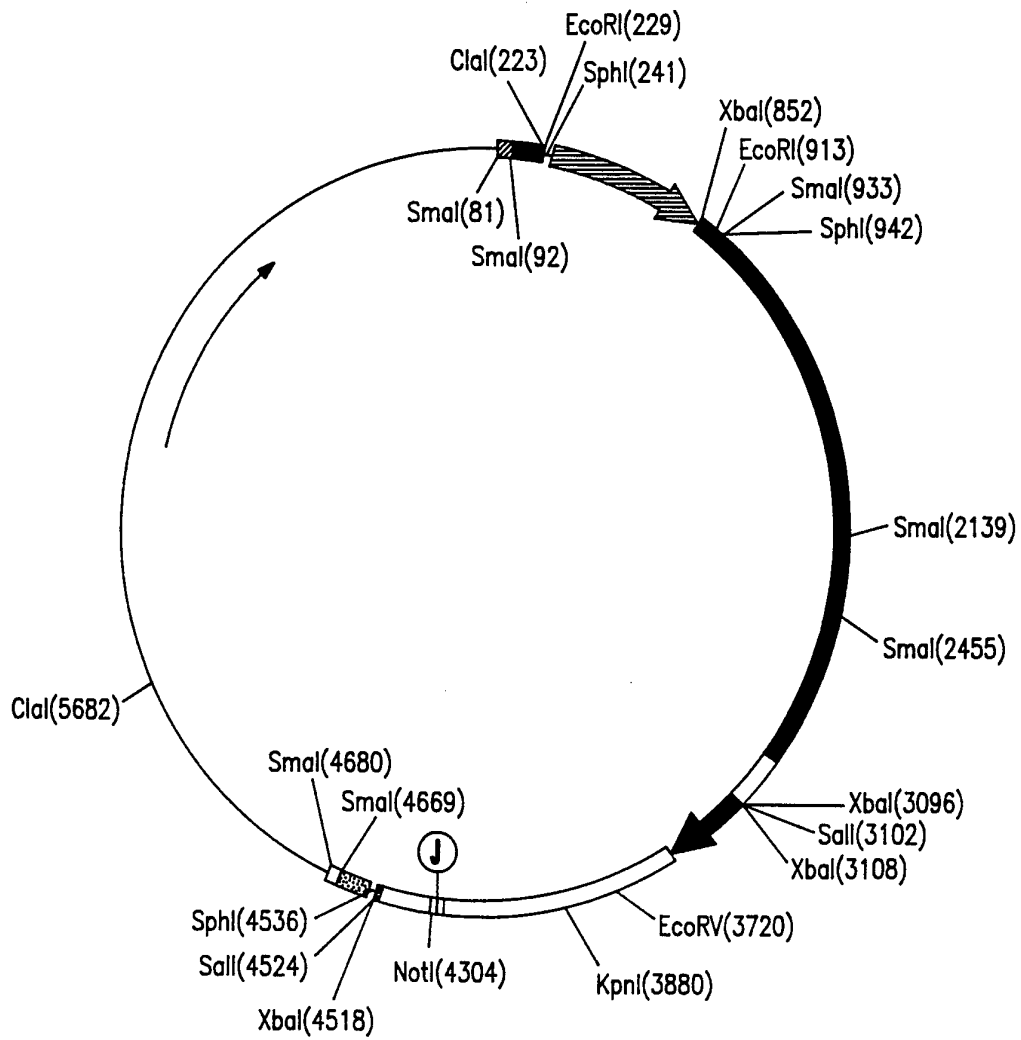 EcoRI(229)
ClaI(223)
SphI(241)
XbaI(852)
EcoRI(913)
SmaI(933)
SphI(942)
SmaI(81)
SmaI(92)
SmaI(2139)
SmaI(2455)
XbaI(3096)
SalI(3102)
XbaI(3108)
EcoRV(3720)
KpnI(3880)
J
NotI(4304)
XbaI(4518)
SalI(4524)
SphI(4536)
SmaI(4669)
SmaI(4680)
ClaI(5682)